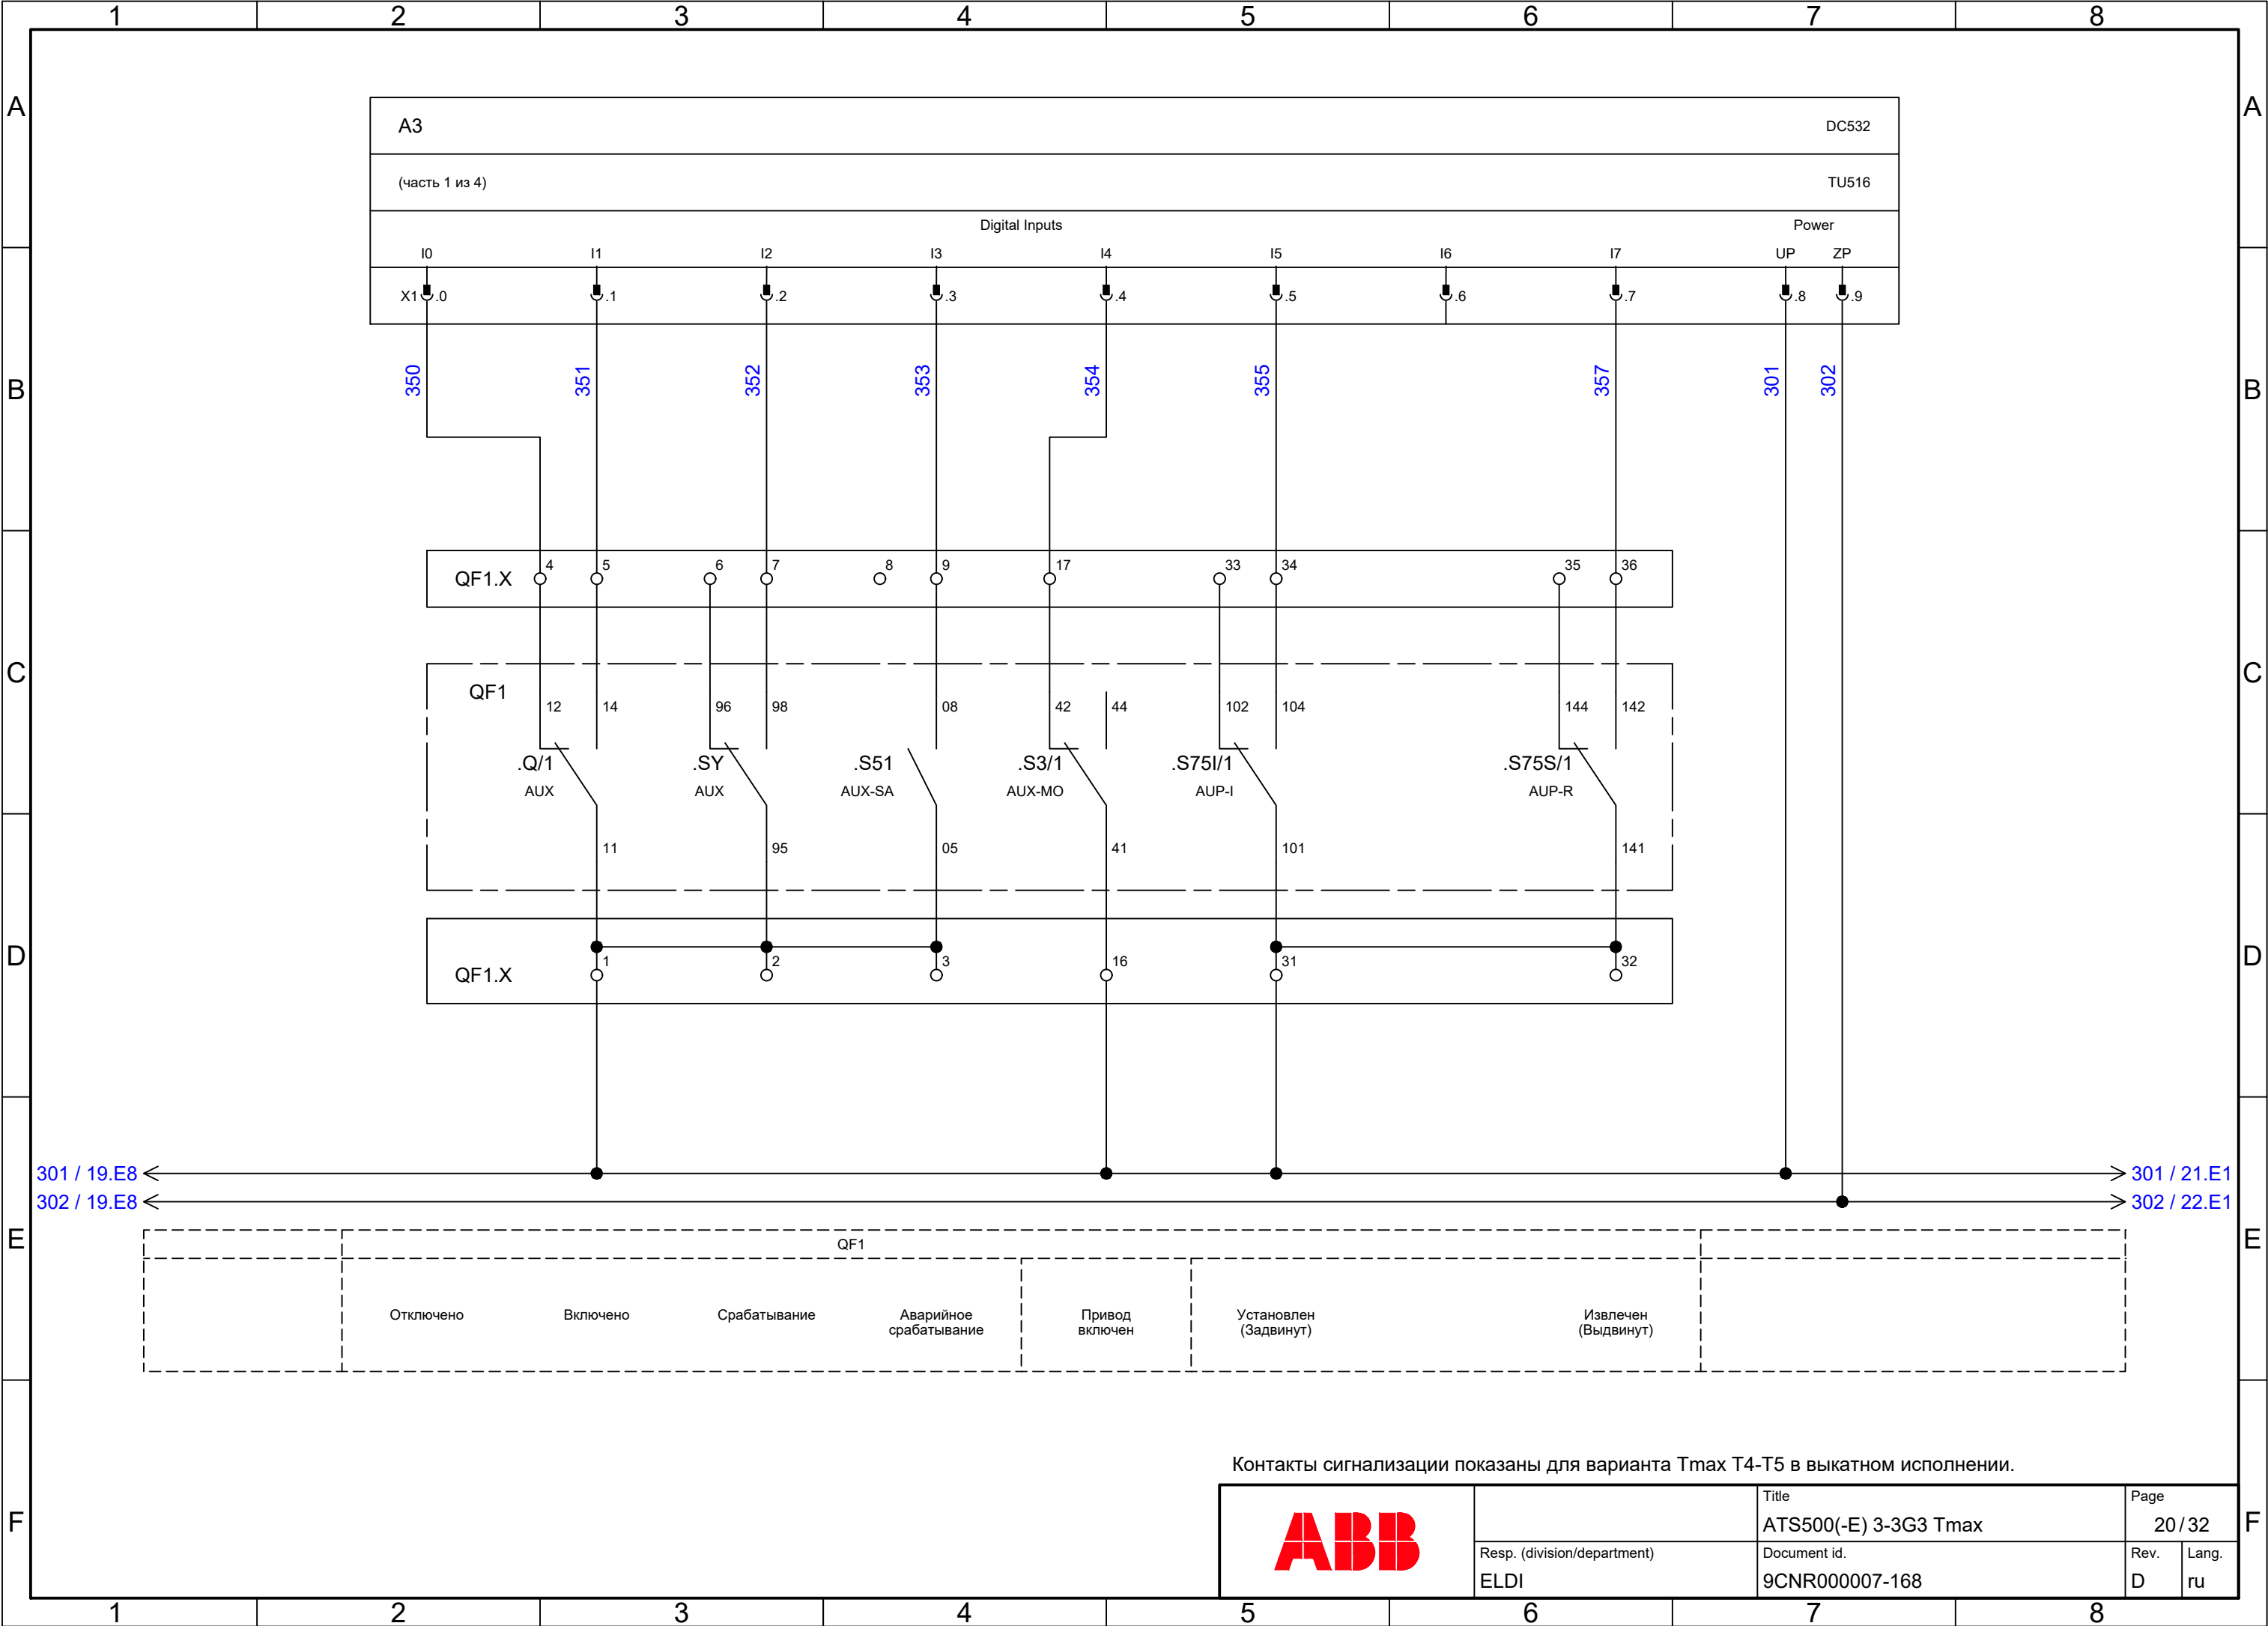 1 2 3 4 5 6 7 8
A A
A3 DC532
(часть 1 из 4) TU516
Digital Inputs Power
I0 I1 I2 I3 I4 I5 I6 I7 UP ZP
X1 .0 .1 .2 .3 .4 .5 .6 .7 .8 .9
350 351 352 353 354 355 357 301 302
B B
QF1.X 4 5 6 7 8 9 17 33 34 35 36
C C
QF1
12 14 96 98 08 42 44 102 104 144 142
.Q/1 .SY .S51 .S3/1 .S75I/1 .S75S/1
AUX AUX AUX-SA AUX-MO AUP-I AUP-R
11 95 05 41 101 141
D D
QF1.X 1 2 3 16 31 32
301 / 19.E8 301 / 21.E1
302 / 19.E8 302 / 22.E1
E E
QF1
Отключено Включено Срабатывание Аварийное срабатывание Привод включен Установлен (Задвинут) Извлечен (Выдвинут)
Контакты сигнализации показаны для варианта Tmax T4-T5 в выкатном исполнении.
F F
ABB
Title
ATS500(-E) 3-3G3 Tmax
Page
20/32
Resp. (division/department)
ELDI
Document id.
9CNR000007-168
Rev.
D
Lang.
ru
1 2 3 4 5 6 7 8